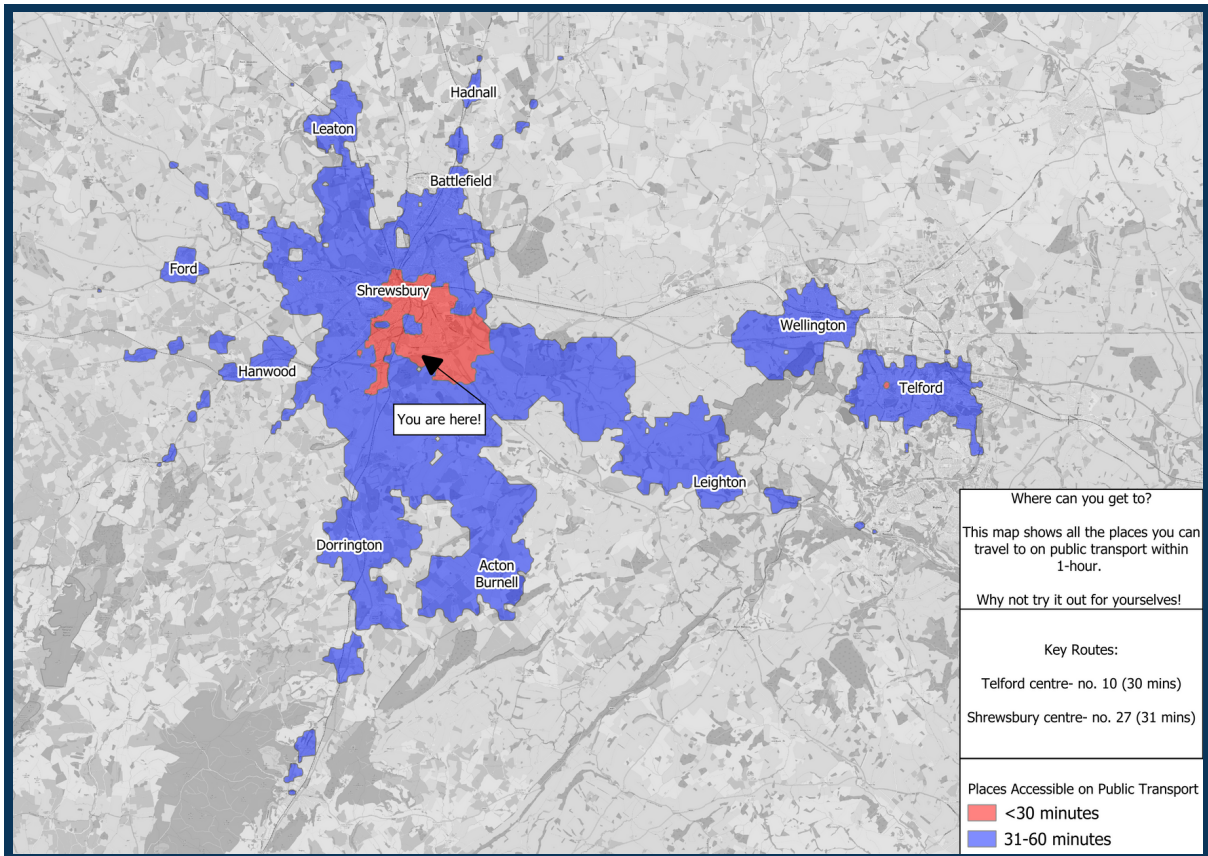 Hadnall
Leaton
Battlefield
Ford
Shrewsbury
Wellington
Hanwood
Telford
You are here!
Leighton
Dorrington
Acton
Burnell
Where can you get to?
This map shows all the places you can
travel to on public transport within
1-hour.
Why not try it out for yourselves!
Key Routes:
Telford centre- no. 10 (30 mins)
Shrewsbury centre- no. 27 (31 mins)
Places Accessible on Public Transport
<30 minutes
31-60 minutes